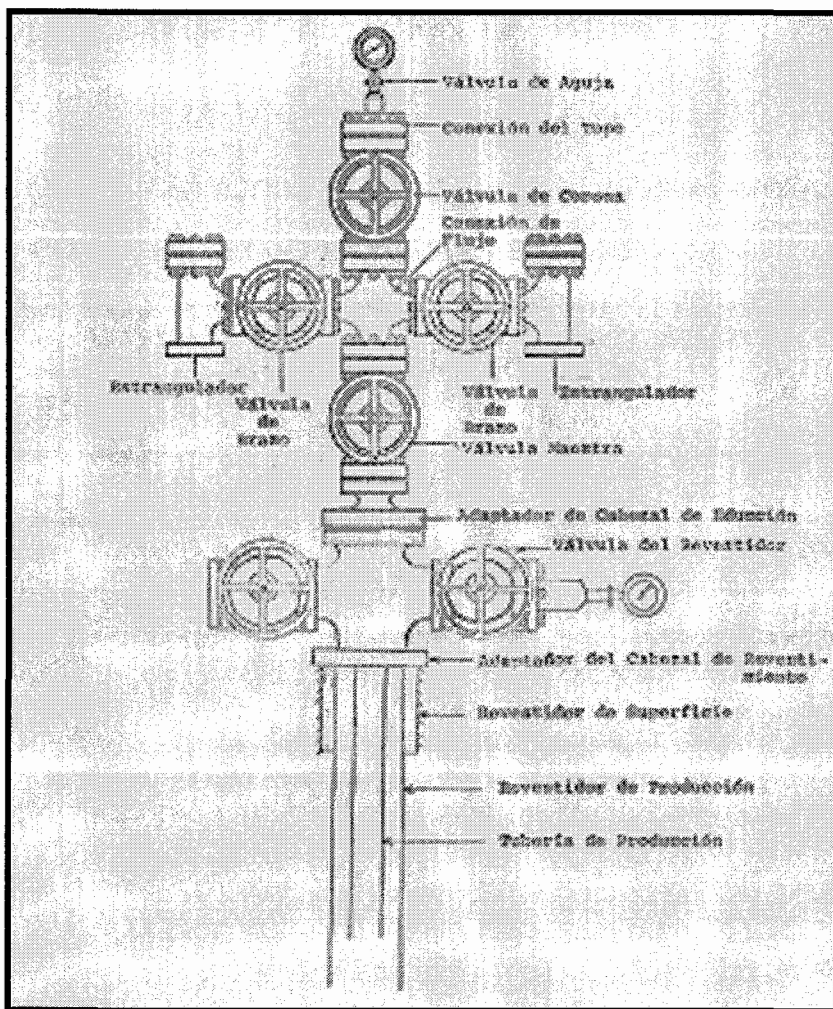 Válvula de Aguja
Conexión del Tope
Válvula de Corona
Conexión de
Flujo
Estrangulador
Válvula
de
Brazo
Válvula
de
Brazo
Estrangulador
Válvula Maestra
Adaptador de Cabezal de Educción
Válvula del Revestidor
Adaptador del Cabezal de Revesti-
miento
Revestidor de Superficie
Revestidor de Producción
Tubería de Producción